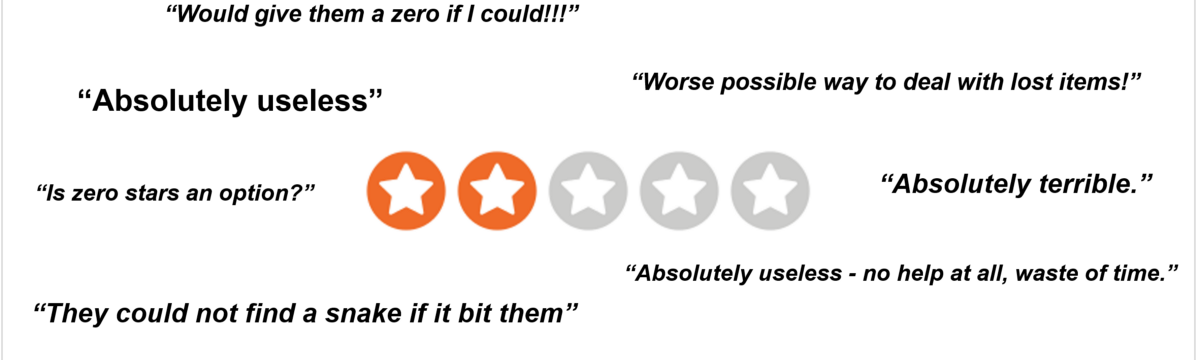 “Would give them a zero if I could!!!”
“Worse possible way to deal with lost items!”
“Absolutely useless”
“Is zero stars an option?”
“Absolutely terrible.”
“Absolutely useless - no help at all, waste of time.”
“They could not find a snake if it bit them”